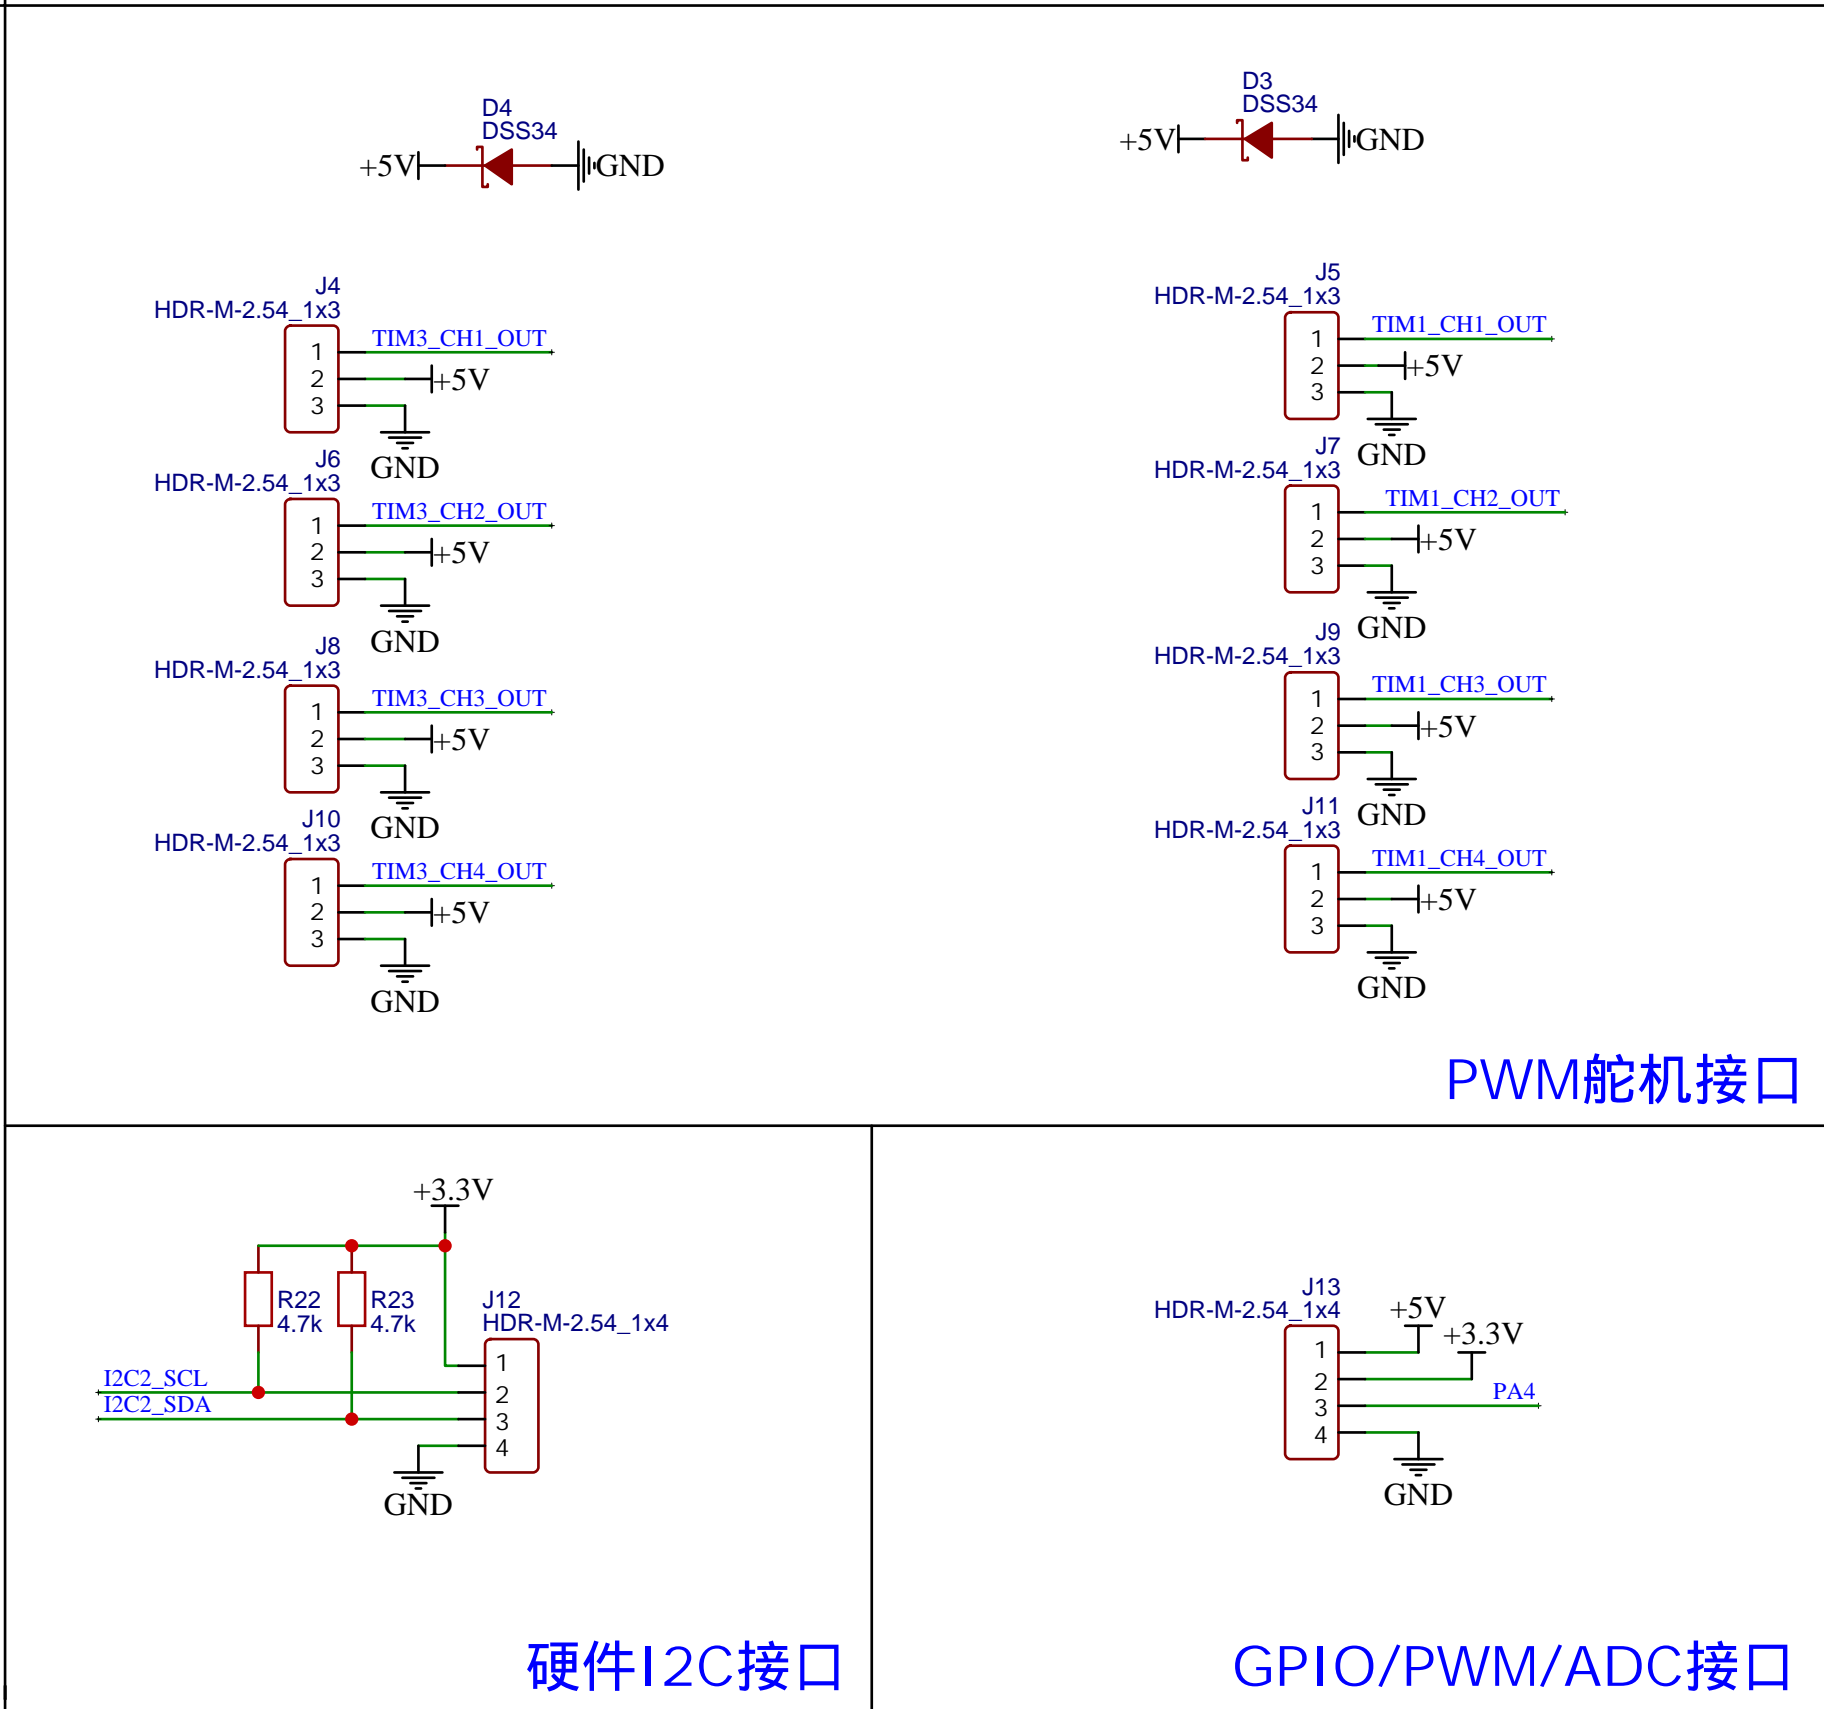 D4
DSS34
+5V
GND
D3
DSS34
+5V
GND
J4
HDR-M-2.54_1x3
1
TIM3_CH1_OUT
2
+5V
3
GND
J6
HDR-M-2.54_1x3
1
TIM3_CH2_OUT
2
+5V
3
GND
J8
HDR-M-2.54_1x3
1
TIM3_CH3_OUT
2
+5V
3
GND
J10
HDR-M-2.54_1x3
1
TIM3_CH4_OUT
2
+5V
3
GND
J5
HDR-M-2.54_1x3
1
TIM1_CH1_OUT
2
+5V
3
GND
J7
HDR-M-2.54_1x3
1
TIM1_CH2_OUT
2
+5V
3
GND
J9
HDR-M-2.54_1x3
1
TIM1_CH3_OUT
2
+5V
3
GND
J11
HDR-M-2.54_1x3
1
TIM1_CH4_OUT
2
+5V
3
GND
PWM舵机接口
+3.3V
R22
4.7k
R23
4.7k
J12
HDR-M-2.54_1x4
1
I2C2_SCL
2
I2C2_SDA
3
4
GND
硬件I2C接口
J13
HDR-M-2.54_1x4
+5V
+3.3V
1
2
PA4
3
4
GND
GPIO/PWM/ADC接口